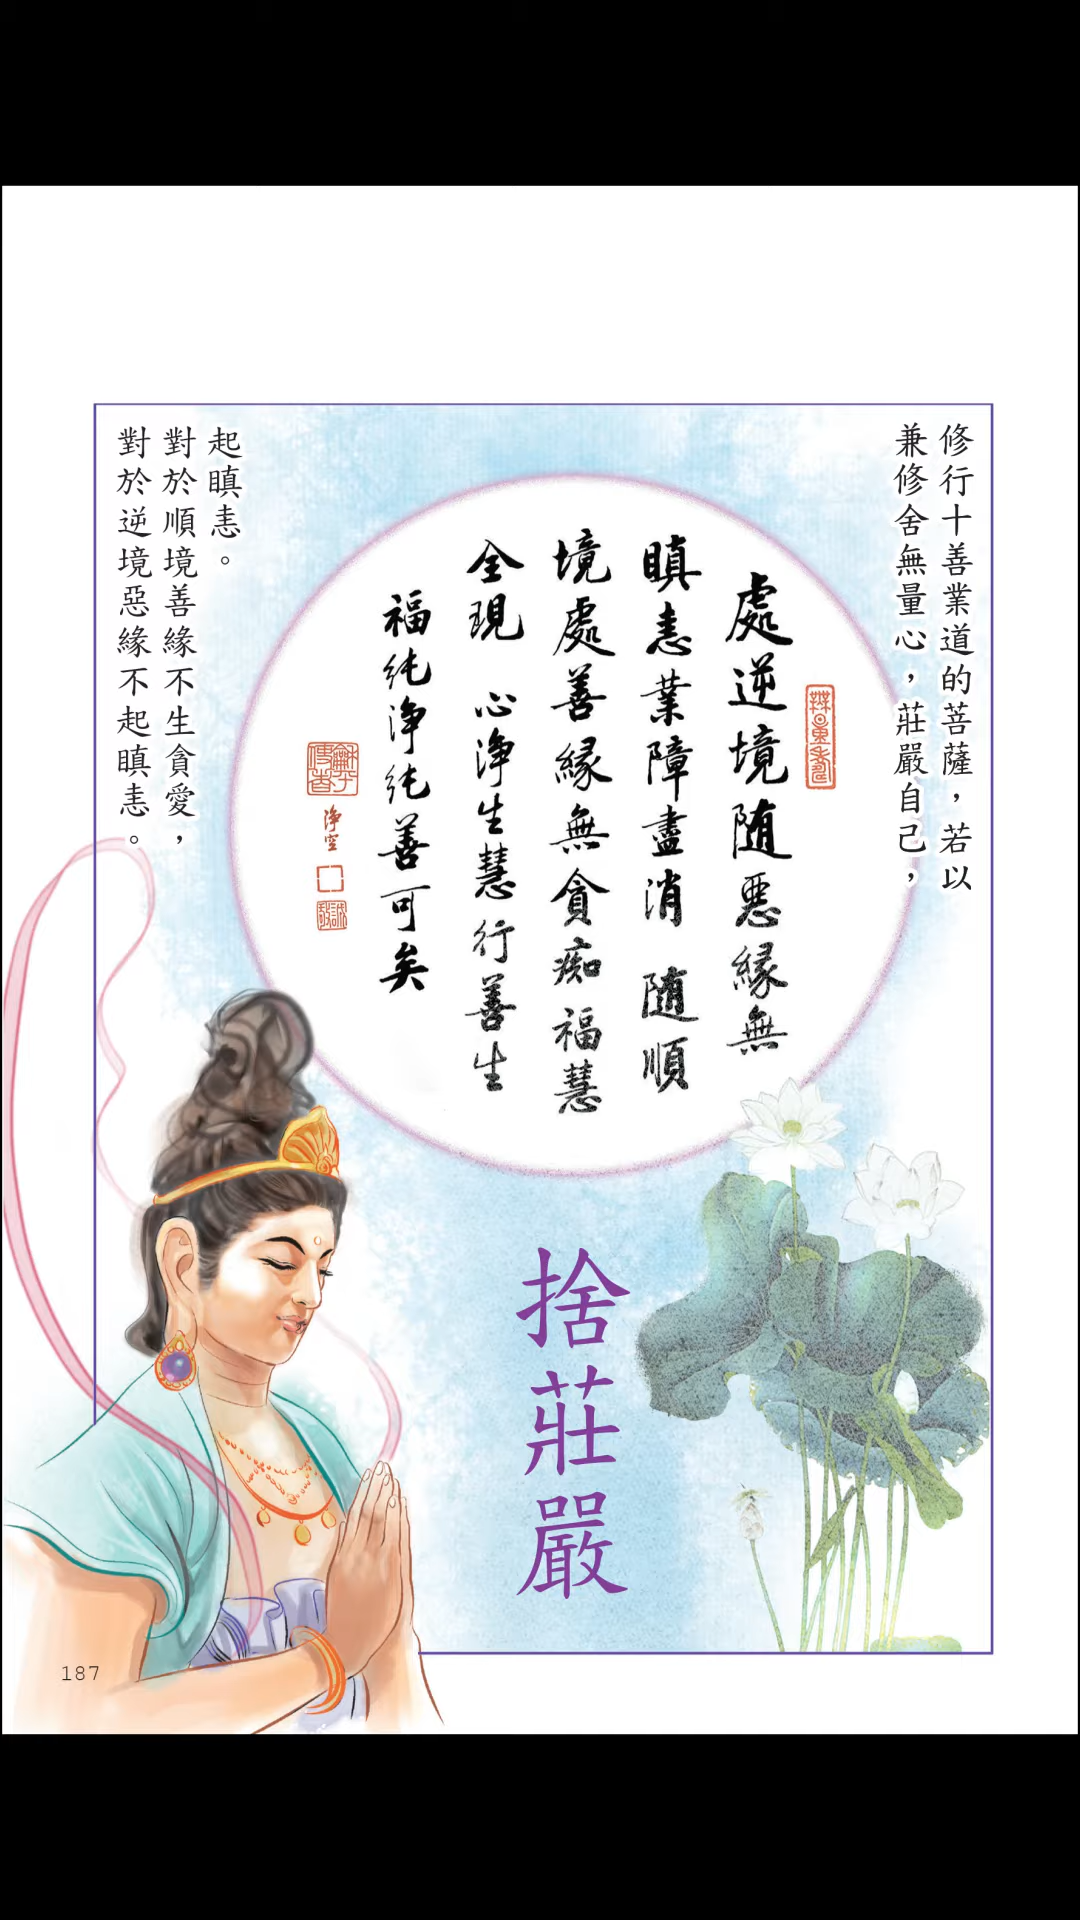 修行十善業道的菩薩，若以
兼修舍無量心，莊嚴自己，
處逆境随惡緣無
瞋恚業障盡消 随順
境處善緣無貪痴福慧
全現 心淨生慧行善生
福純淨純善可矣
淨空
起瞋恚。
對於順境善緣不生貪愛，
對於逆境惡緣不起瞋恚。
捨莊嚴
187